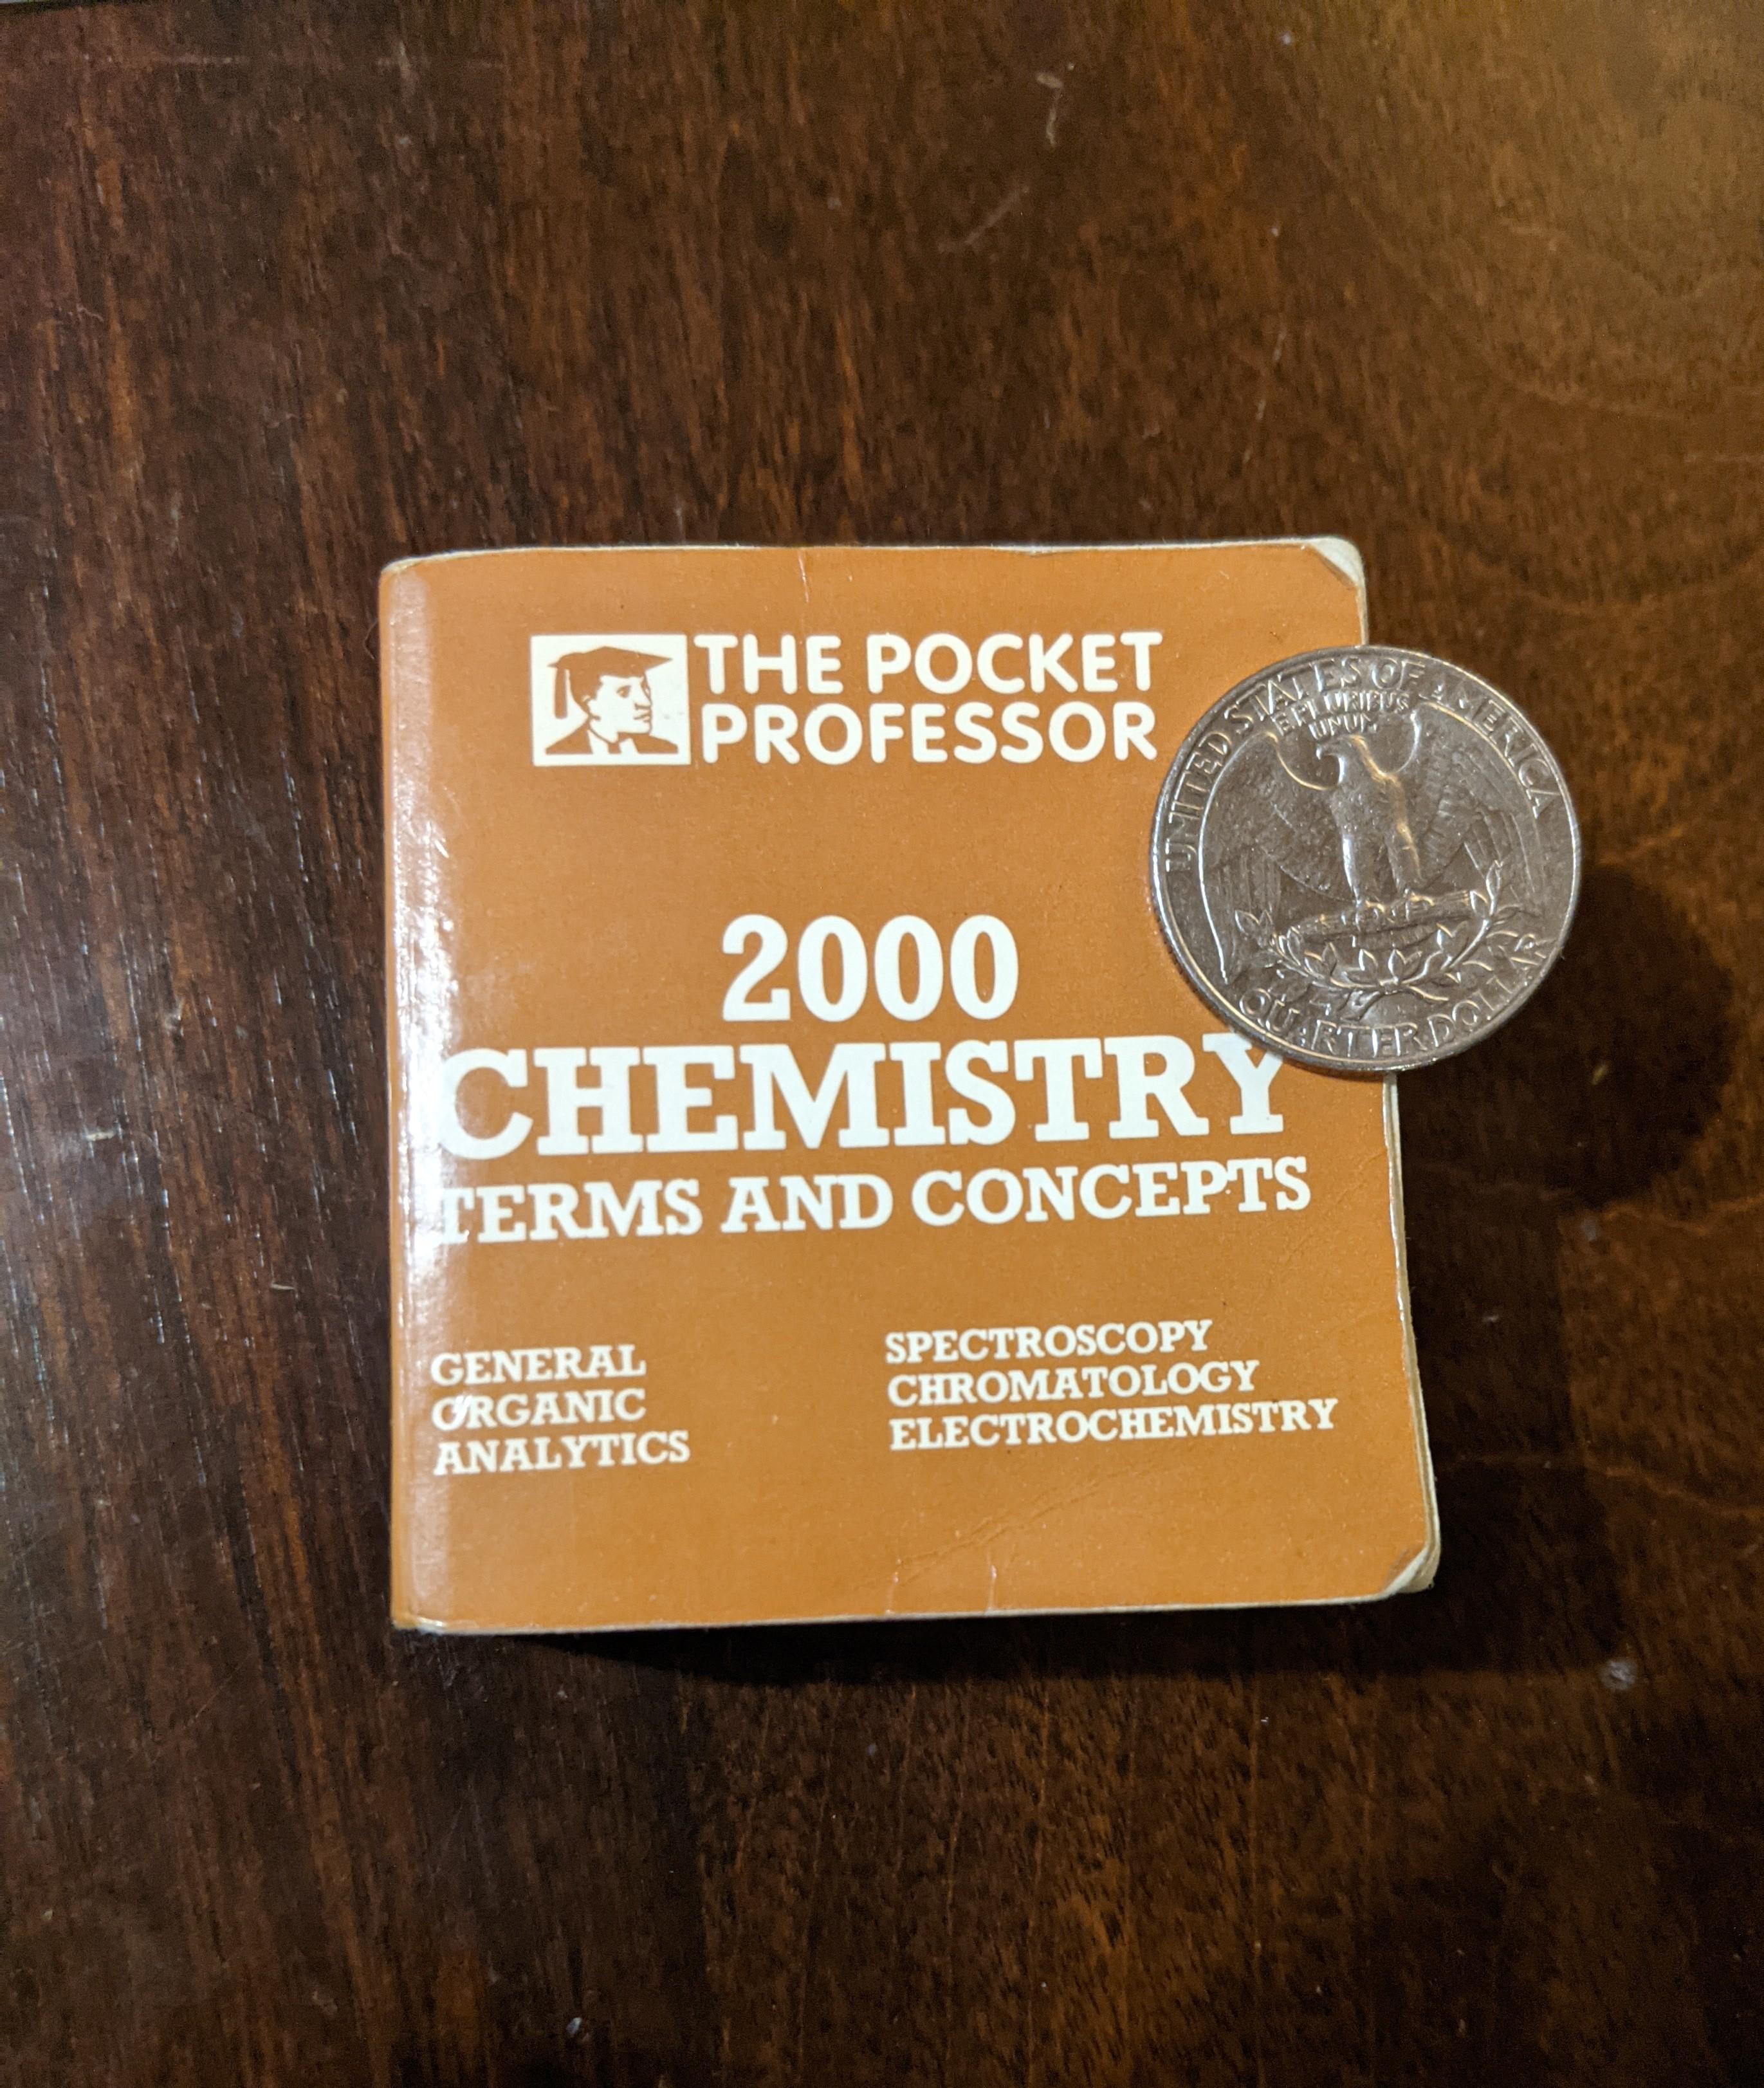 THE POCKET
PROFESSOR
UNITED STATES OF AMERICA
E PLURIBUS
UNUM
QUARTER DOLLAR
2000
CHEMISTRY
TERMS AND CONCEPTS
GENERAL
ORGANIC
ANALYTICS
SPECTROSCOPY
CHROMATOLOGY
ELECTROCHEMISTRY